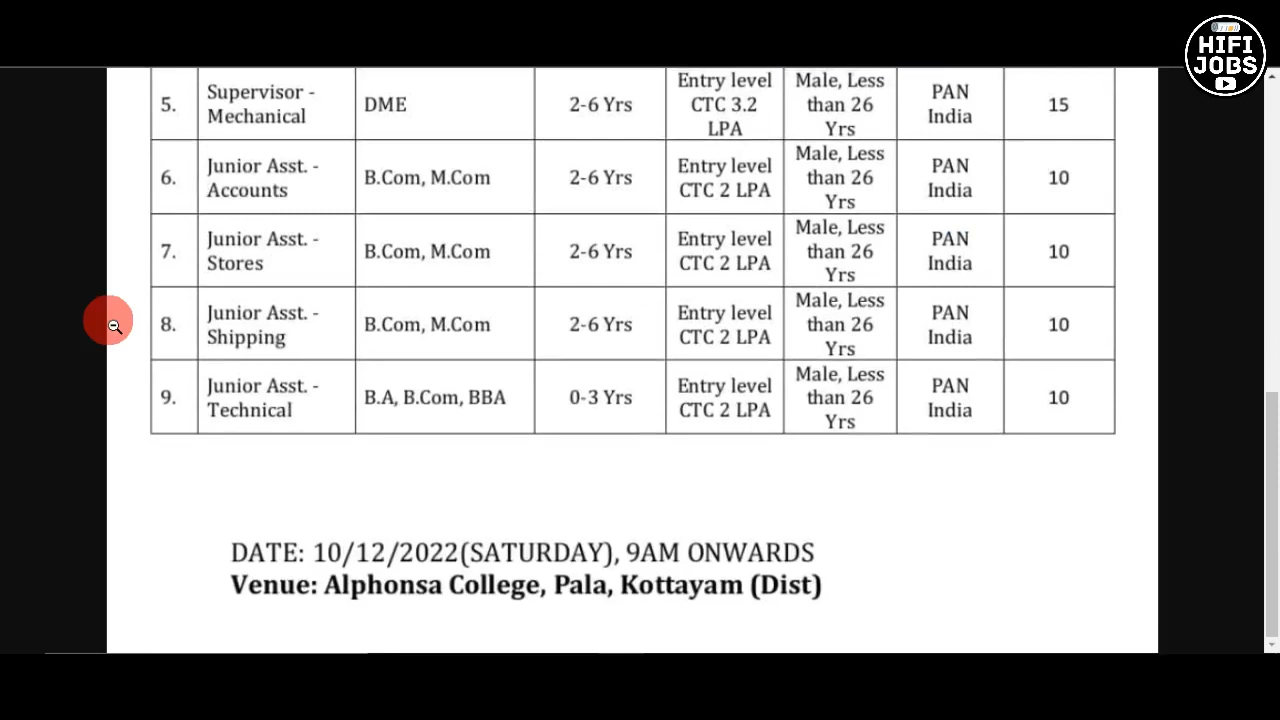 HIFI
JOBS
5. Supervisor - Mechanical DME 2-6 Yrs Entry level CTC 3.2 LPA Male, Less than 26 Yrs PAN India 15
6. Junior Asst. - Accounts B.Com, M.Com 2-6 Yrs Entry level CTC 2 LPA Male, Less than 26 Yrs PAN India 10
7. Junior Asst. - Stores B.Com, M.Com 2-6 Yrs Entry level CTC 2 LPA Male, Less than 26 Yrs PAN India 10
8. Junior Asst. - Shipping B.Com, M.Com 2-6 Yrs Entry level CTC 2 LPA Male, Less than 26 Yrs PAN India 10
9. Junior Asst. - Technical B.A, B.Com, BBA 0-3 Yrs Entry level CTC 2 LPA Male, Less than 26 Yrs PAN India 10
DATE: 10/12/2022(SATURDAY), 9AM ONWARDS
Venue: Alphonsa College, Pala, Kottayam (Dist)